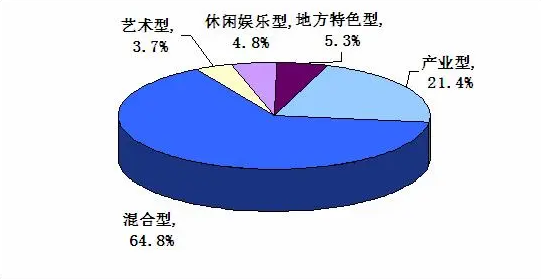 艺术型,
3.7%
休闲娱乐型,
4.8%
地方特色型,
5.3%
产业型,
21.4%
混合型,
64.8%